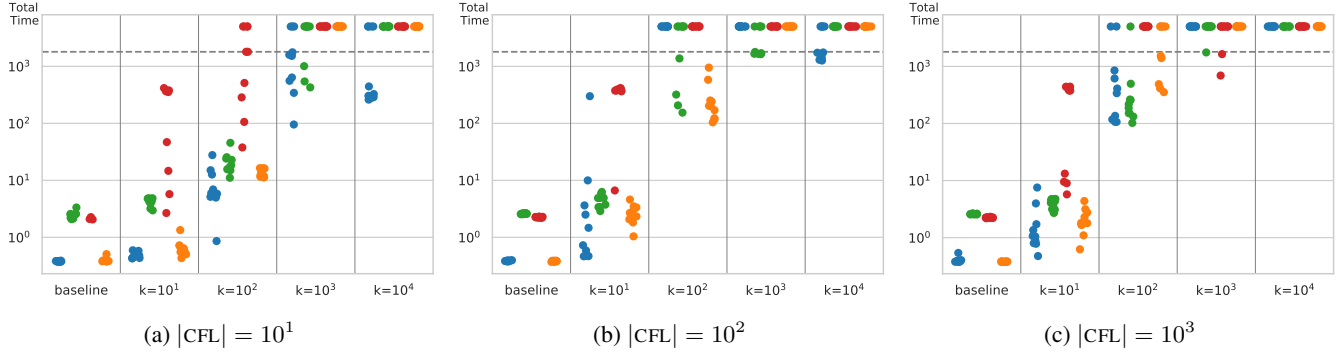 Total
Time
10³
10²
10¹
10⁰
baseline
k=10¹
k=10²
k=10³
k=10⁴
(a) |CFL| = 10¹
Total
Time
10³
10²
10¹
10⁰
baseline
k=10¹
k=10²
k=10³
k=10⁴
(b) |CFL| = 10²
Total
Time
10³
10²
10¹
10⁰
baseline
k=10¹
k=10²
k=10³
k=10⁴
(c) |CFL| = 10³